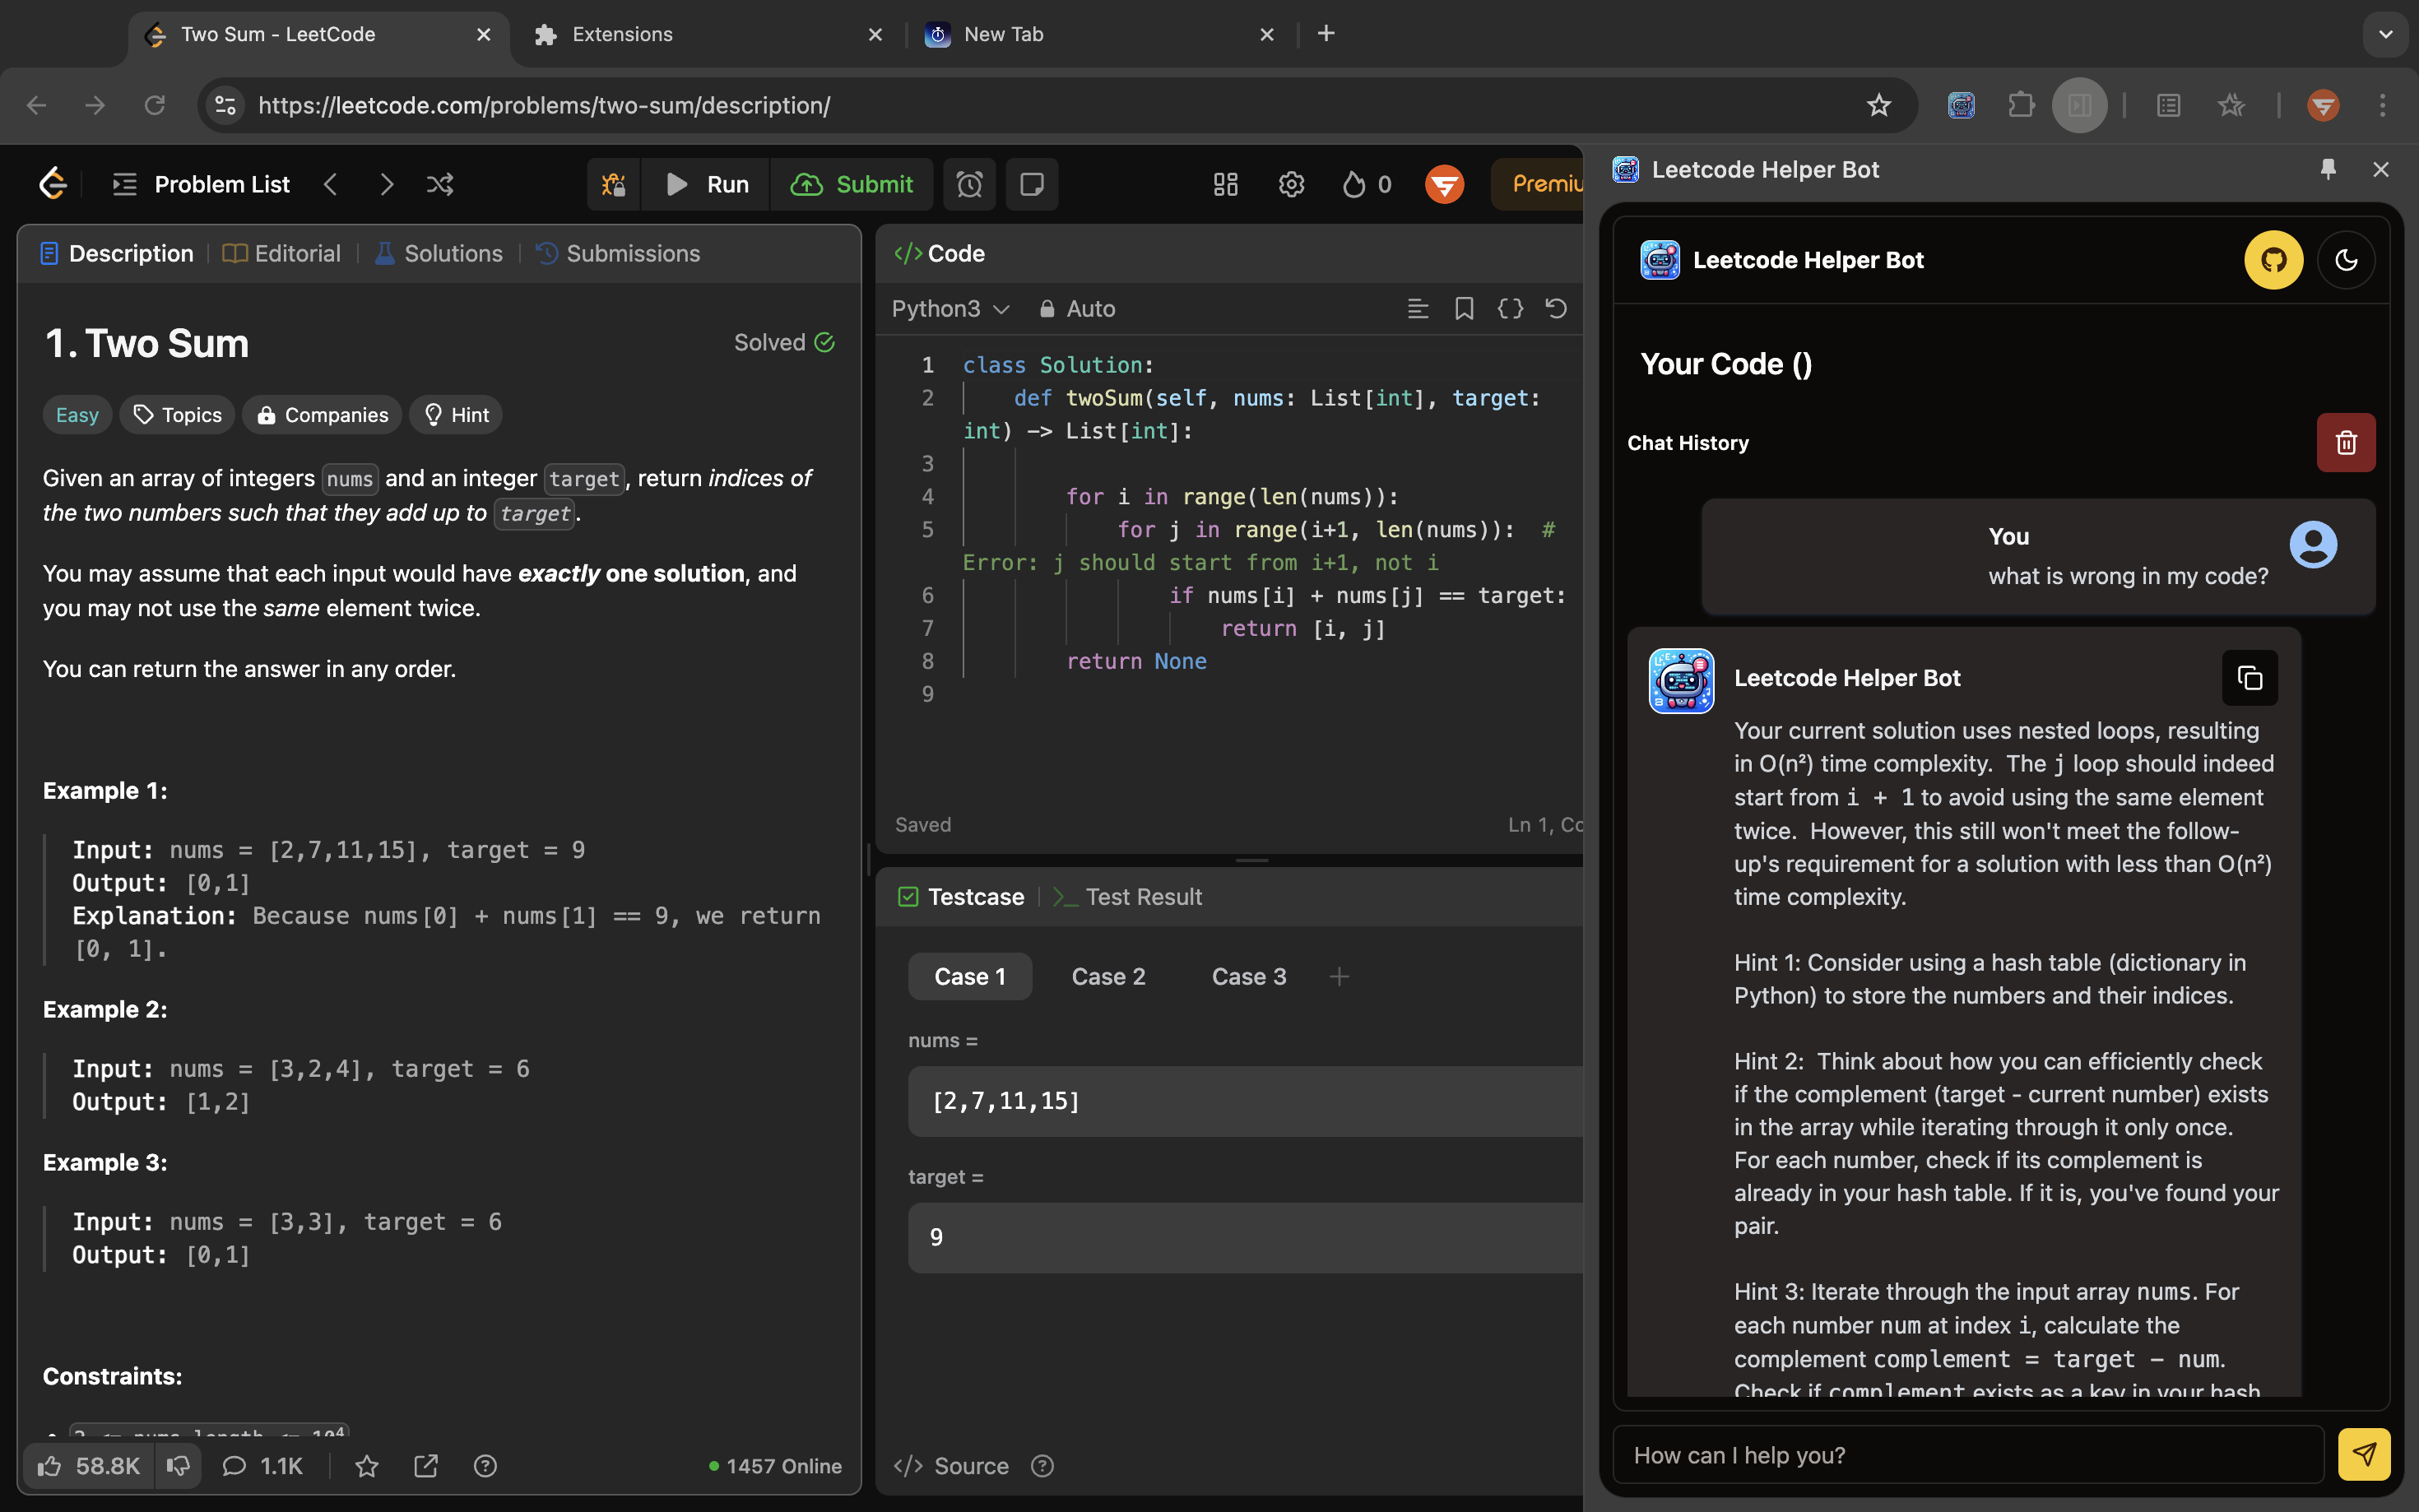 Two Sum - LeetCode
Extensions
New Tab
https://leetcode.com/problems/two-sum/description/
Problem List
Run
Submit
0
Premiu
Leetcode Helper Bot
Description
Editorial
Solutions
Submissions
1. Two Sum
Solved
Easy
Topics
Companies
Hint
Given an array of integers nums and an integer target, return indices of
the two numbers such that they add up to target.
You may assume that each input would have exactly one solution, and
you may not use the same element twice.
You can return the answer in any order.
Example 1:
Input: nums = [2,7,11,15], target = 9
Output: [0,1]
Explanation: Because nums[0] + nums[1] == 9, we return
[0, 1].
Example 2:
Input: nums = [3,2,4], target = 6
Output: [1,2]
Example 3:
Input: nums = [3,3], target = 6
Output: [0,1]
Constraints:
2 <= nums.length <= 10⁴
58.8K
1.1K
1457 Online
</> Code
Python3
Auto
1 class Solution:
2 def twoSum(self, nums: List[int], target:
int) -> List[int]:
3
4 for i in range(len(nums)):
5 for j in range(i+1, len(nums)): #
Error: j should start from i+1, not i
6 if nums[i] + nums[j] == target:
7 return [i, j]
8 return None
9
Saved
Ln 1, Co
Testcase
Test Result
Case 1
Case 2
Case 3
nums =
[2,7,11,15]
target =
9
</> Source
Leetcode Helper Bot
Your Code ()
Chat History
You
what is wrong in my code?
Leetcode Helper Bot
Your current solution uses nested loops, resulting
in O(n²) time complexity. The j loop should indeed
start from i + 1 to avoid using the same element
twice. However, this still won't meet the follow-
up's requirement for a solution with less than O(n²)
time complexity.
Hint 1: Consider using a hash table (dictionary in
Python) to store the numbers and their indices.
Hint 2: Think about how you can efficiently check
if the complement (target - current number) exists
in the array while iterating through it only once.
For each number, check if its complement is
already in your hash table. If it is, you've found your
pair.
Hint 3: Iterate through the input array nums. For
each number num at index i, calculate the
complement complement = target - num.
Check if complement exists as a key in your hash
How can I help you?